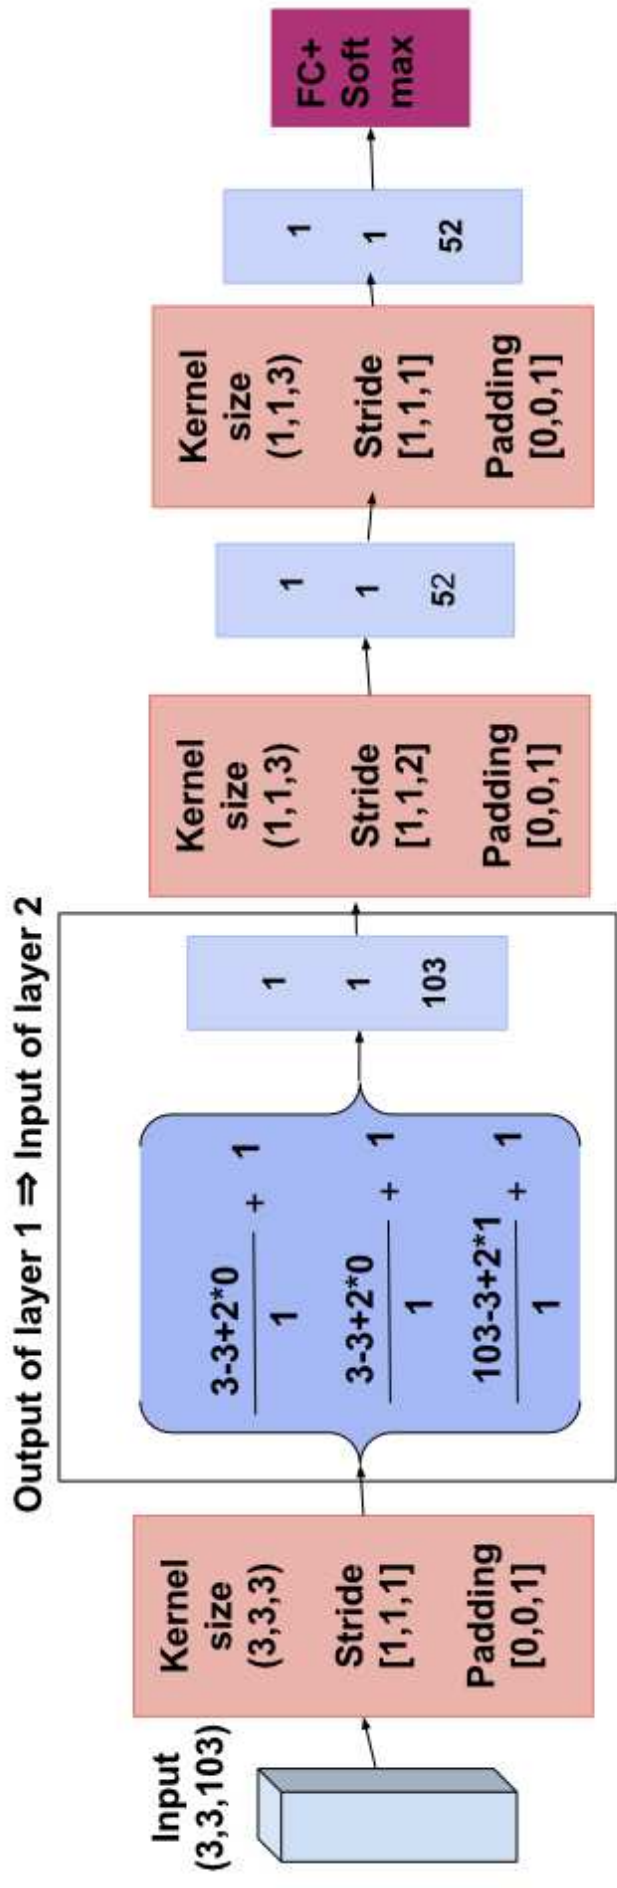 Output of layer 1 ⇒ Input of layer 2
Input
(3,3,103)
Kernel
size
(3,3,3)
Stride
[1,1,1]
Padding
[0,0,1]
3-3+2*0
1
+ 1
3-3+2*0
1
+ 1
103-3+2*1
1
+ 1
1
1
103
Kernel
size
(1,1,3)
Stride
[1,1,2]
Padding
[0,0,1]
1
1
52
Kernel
size
(1,1,3)
Stride
[1,1,1]
Padding
[0,0,1]
1
1
52
FC+
Soft
max